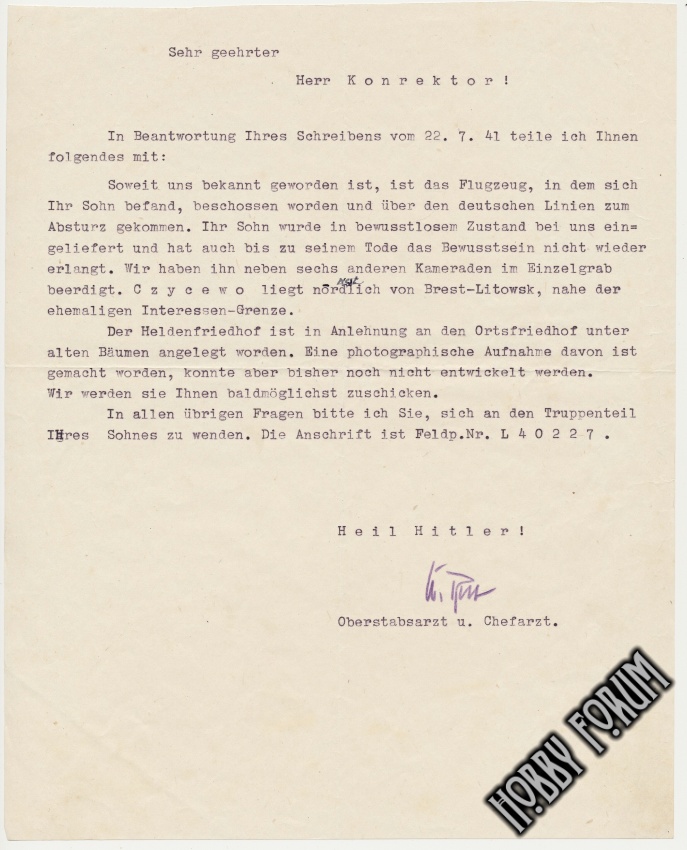 Sehr geehrter
Herr K o n r e k t o r !
In Beantwortung Ihres Schreibens vom 22. 7. 41 teile ich Ihnen
folgendes mit:
Soweit uns bekannt geworden ist, ist das Flugzeug, in dem sich
Ihr Sohn befand, beschossen worden und über den deutschen Linien zum
Absturz gekommen. Ihr Sohn wurde in bewusstlosem Zustand bei uns ein=
geliefert und hat auch bis zu seinem Tode das Bewusstsein nicht wieder
erlangt. Wir haben ihn neben sechs anderen Kameraden im Einzelgrab
beerdigt. C z y c e w o liegt nördlich von Brest-Litowsk, nahe der
ehemaligen Interessen-Grenze.
Der Heldenfriedhof ist in Anlehnung an den Ortsfriedhof unter
alten Bäumen angelegt worden. Eine photographische Aufnahme davon ist
gemacht worden, konnte aber bisher noch nicht entwickelt werden.
Wir werden sie Ihnen baldmöglichst zuschicken.
In allen übrigen Fragen bitte ich Sie, sich an den Truppenteil
Ihres Sohnes zu wenden. Die Anschrift ist Feldp.Nr. L 4 0 2 2 7 .
H e i l H i t l e r !
Oberstabsarzt u. Chefarzt.
HOBBY FORUM